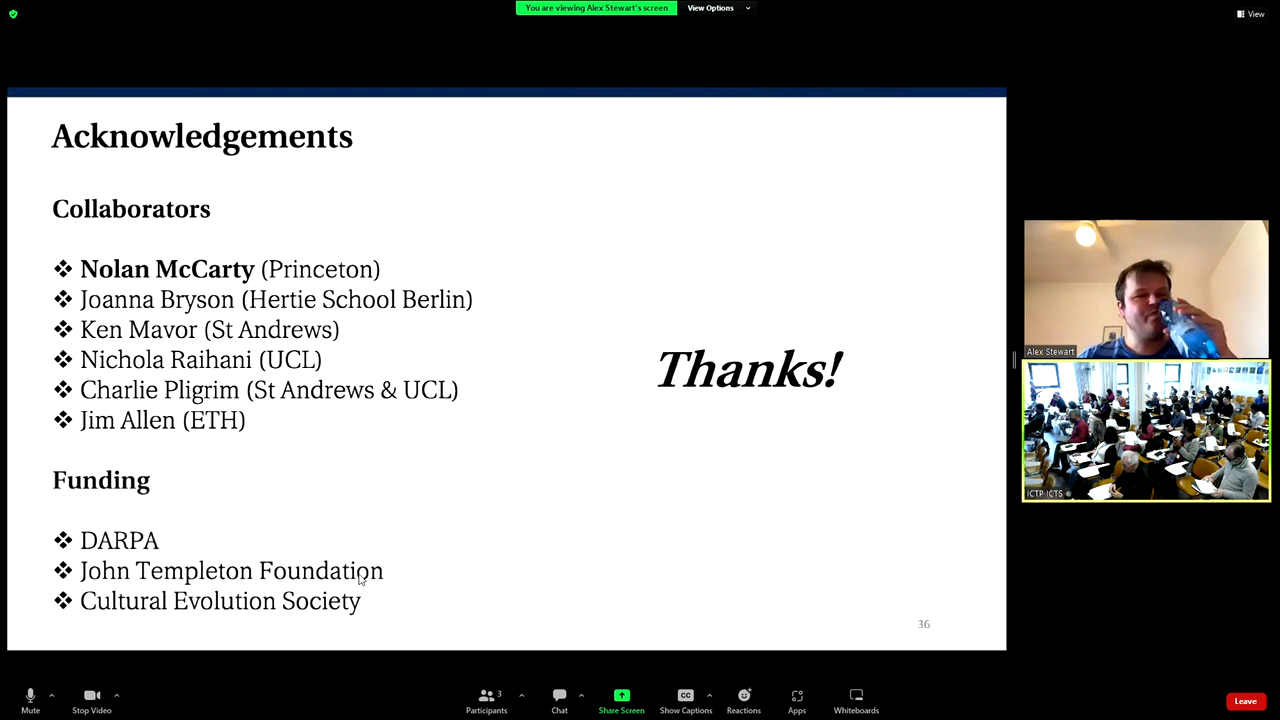 You are viewing Alex Stewart's screen
View Options
View
Acknowledgements
Collaborators
❖ Nolan McCarty (Princeton)
❖ Joanna Bryson (Hertie School Berlin)
❖ Ken Mavor (St Andrews)
❖ Nichola Raihani (UCL)
❖ Charlie Pligrim (St Andrews & UCL)
❖ Jim Allen (ETH)
Thanks!
Funding
❖ DARPA
❖ John Templeton Foundation
❖ Cultural Evolution Society
36
Alex Stewart
ICTP ICTS
Mute
Stop Video
Participants
3
Chat
Share Screen
CC
Show Captions
Reactions
Apps
Whiteboards
Leave